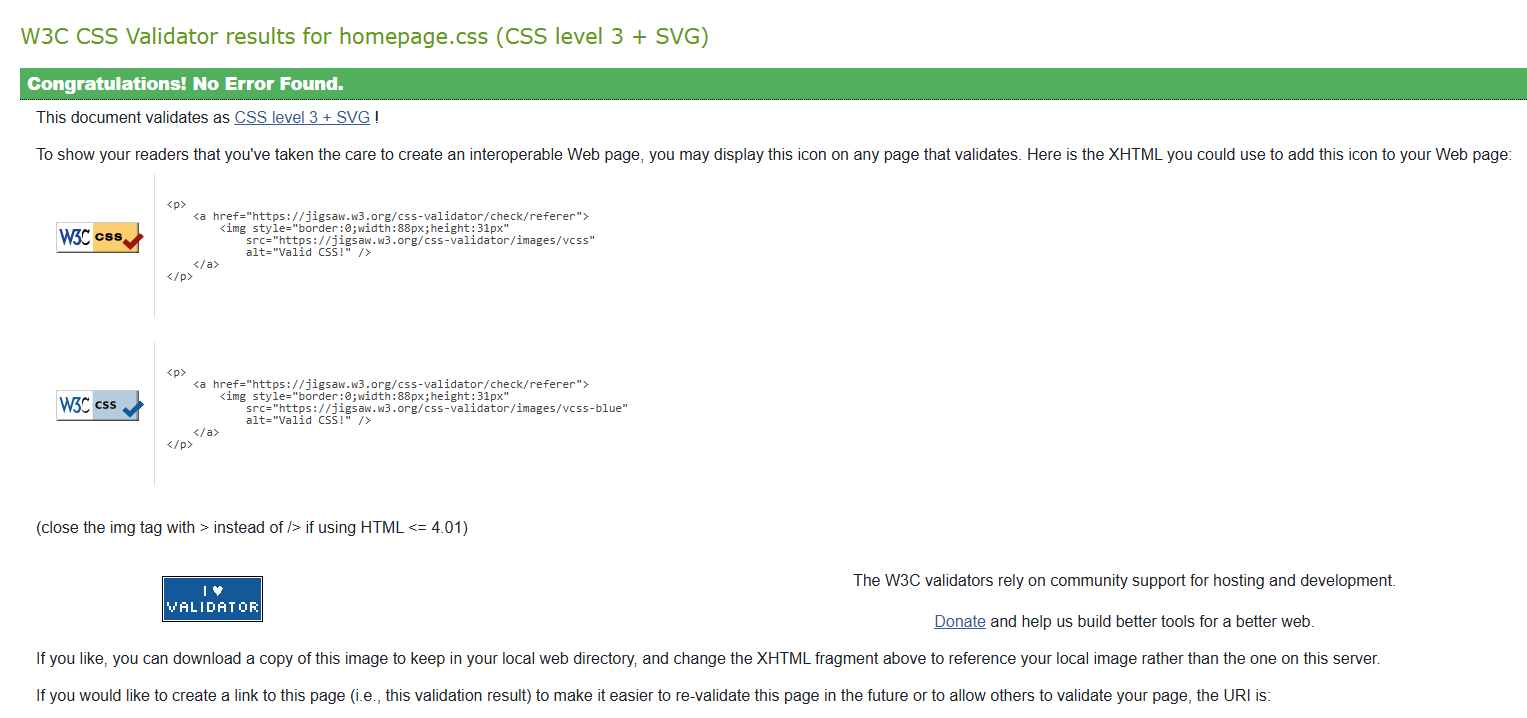 W3C CSS Validator results for homepage.css (CSS level 3 + SVG)
Congratulations! No Error Found.
This document validates as CSS level 3 + SVG !
To show your readers that you've taken the care to create an interoperable Web page, you may display this icon on any page that validates. Here is the XHTML you could use to add this icon to your Web page:
W3C css
<p>
<a href="https://jigsaw.w3.org/css-validator/check/referer">
<img style="border:0;width:88px;height:31px"
src="https://jigsaw.w3.org/css-validator/images/vcss"
alt="Valid CSS!" />
</a>
</p>
W3C css
<p>
<a href="https://jigsaw.w3.org/css-validator/check/referer">
<img style="border:0;width:88px;height:31px"
src="https://jigsaw.w3.org/css-validator/images/vcss-blue"
alt="Valid CSS!" />
</a>
</p>
(close the img tag with > instead of /> if using HTML <= 4.01)
I ♥
VALIDATOR
The W3C validators rely on community support for hosting and development.
Donate and help us build better tools for a better web.
If you like, you can download a copy of this image to keep in your local web directory, and change the XHTML fragment above to reference your local image rather than the one on this server.
If you would like to create a link to this page (i.e., this validation result) to make it easier to re-validate this page in the future or to allow others to validate your page, the URI is: